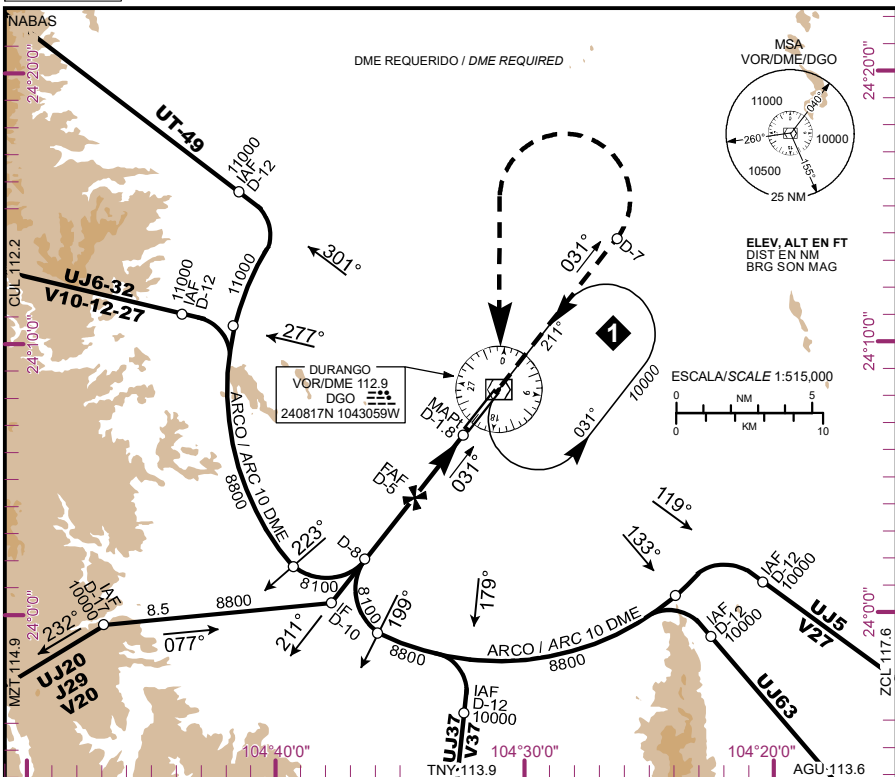 NABAS
DME REQUERIDO / DME REQUIRED
MSA
VOR/DME/DGO
11000
040°
10000
260°
10500
155°
25 NM
0
24°20'0"
24°20'0"
UT-49
11000
IAF
D-12
031°
D-7
ELEV, ALT EN FT
DIST EN NM
BRG SON MAG
CUL 112.2
UJ6-32
V10-12-27
11000
IAF
D-12
11000
301°
277°
211°
1
10000
031°
24°10'0"
24°10'0"
DURANGO
VOR/DME 112.9
DGO
240817N 1043059W
0
27
9
18
ESCALA/SCALE 1:515,000
0
NM
5
0
KM
10
MAPt
D-1.8
031°
ARCO / ARC 10 DME
8800
FAF
D-5
223°
D-8
8100
8100
199°
179°
119°
133°
IAF
D-17
10000
232°
8.5
8800
077°
IF
D-10
211°
8800
ARCO / ARC 10 DME
8800
IAF
D-12
10000
IAF
D-12
10000
24°0'0"
24°0'0"
MZT 114.9
UJ20
J29
V20
IAF
D-12
10000
UJ37
V37
UJ63
UJ5
V27
ZCL 117.6
104°40'0"
104°30'0"
104°20'0"
TNY 113.9
AGU 113.6